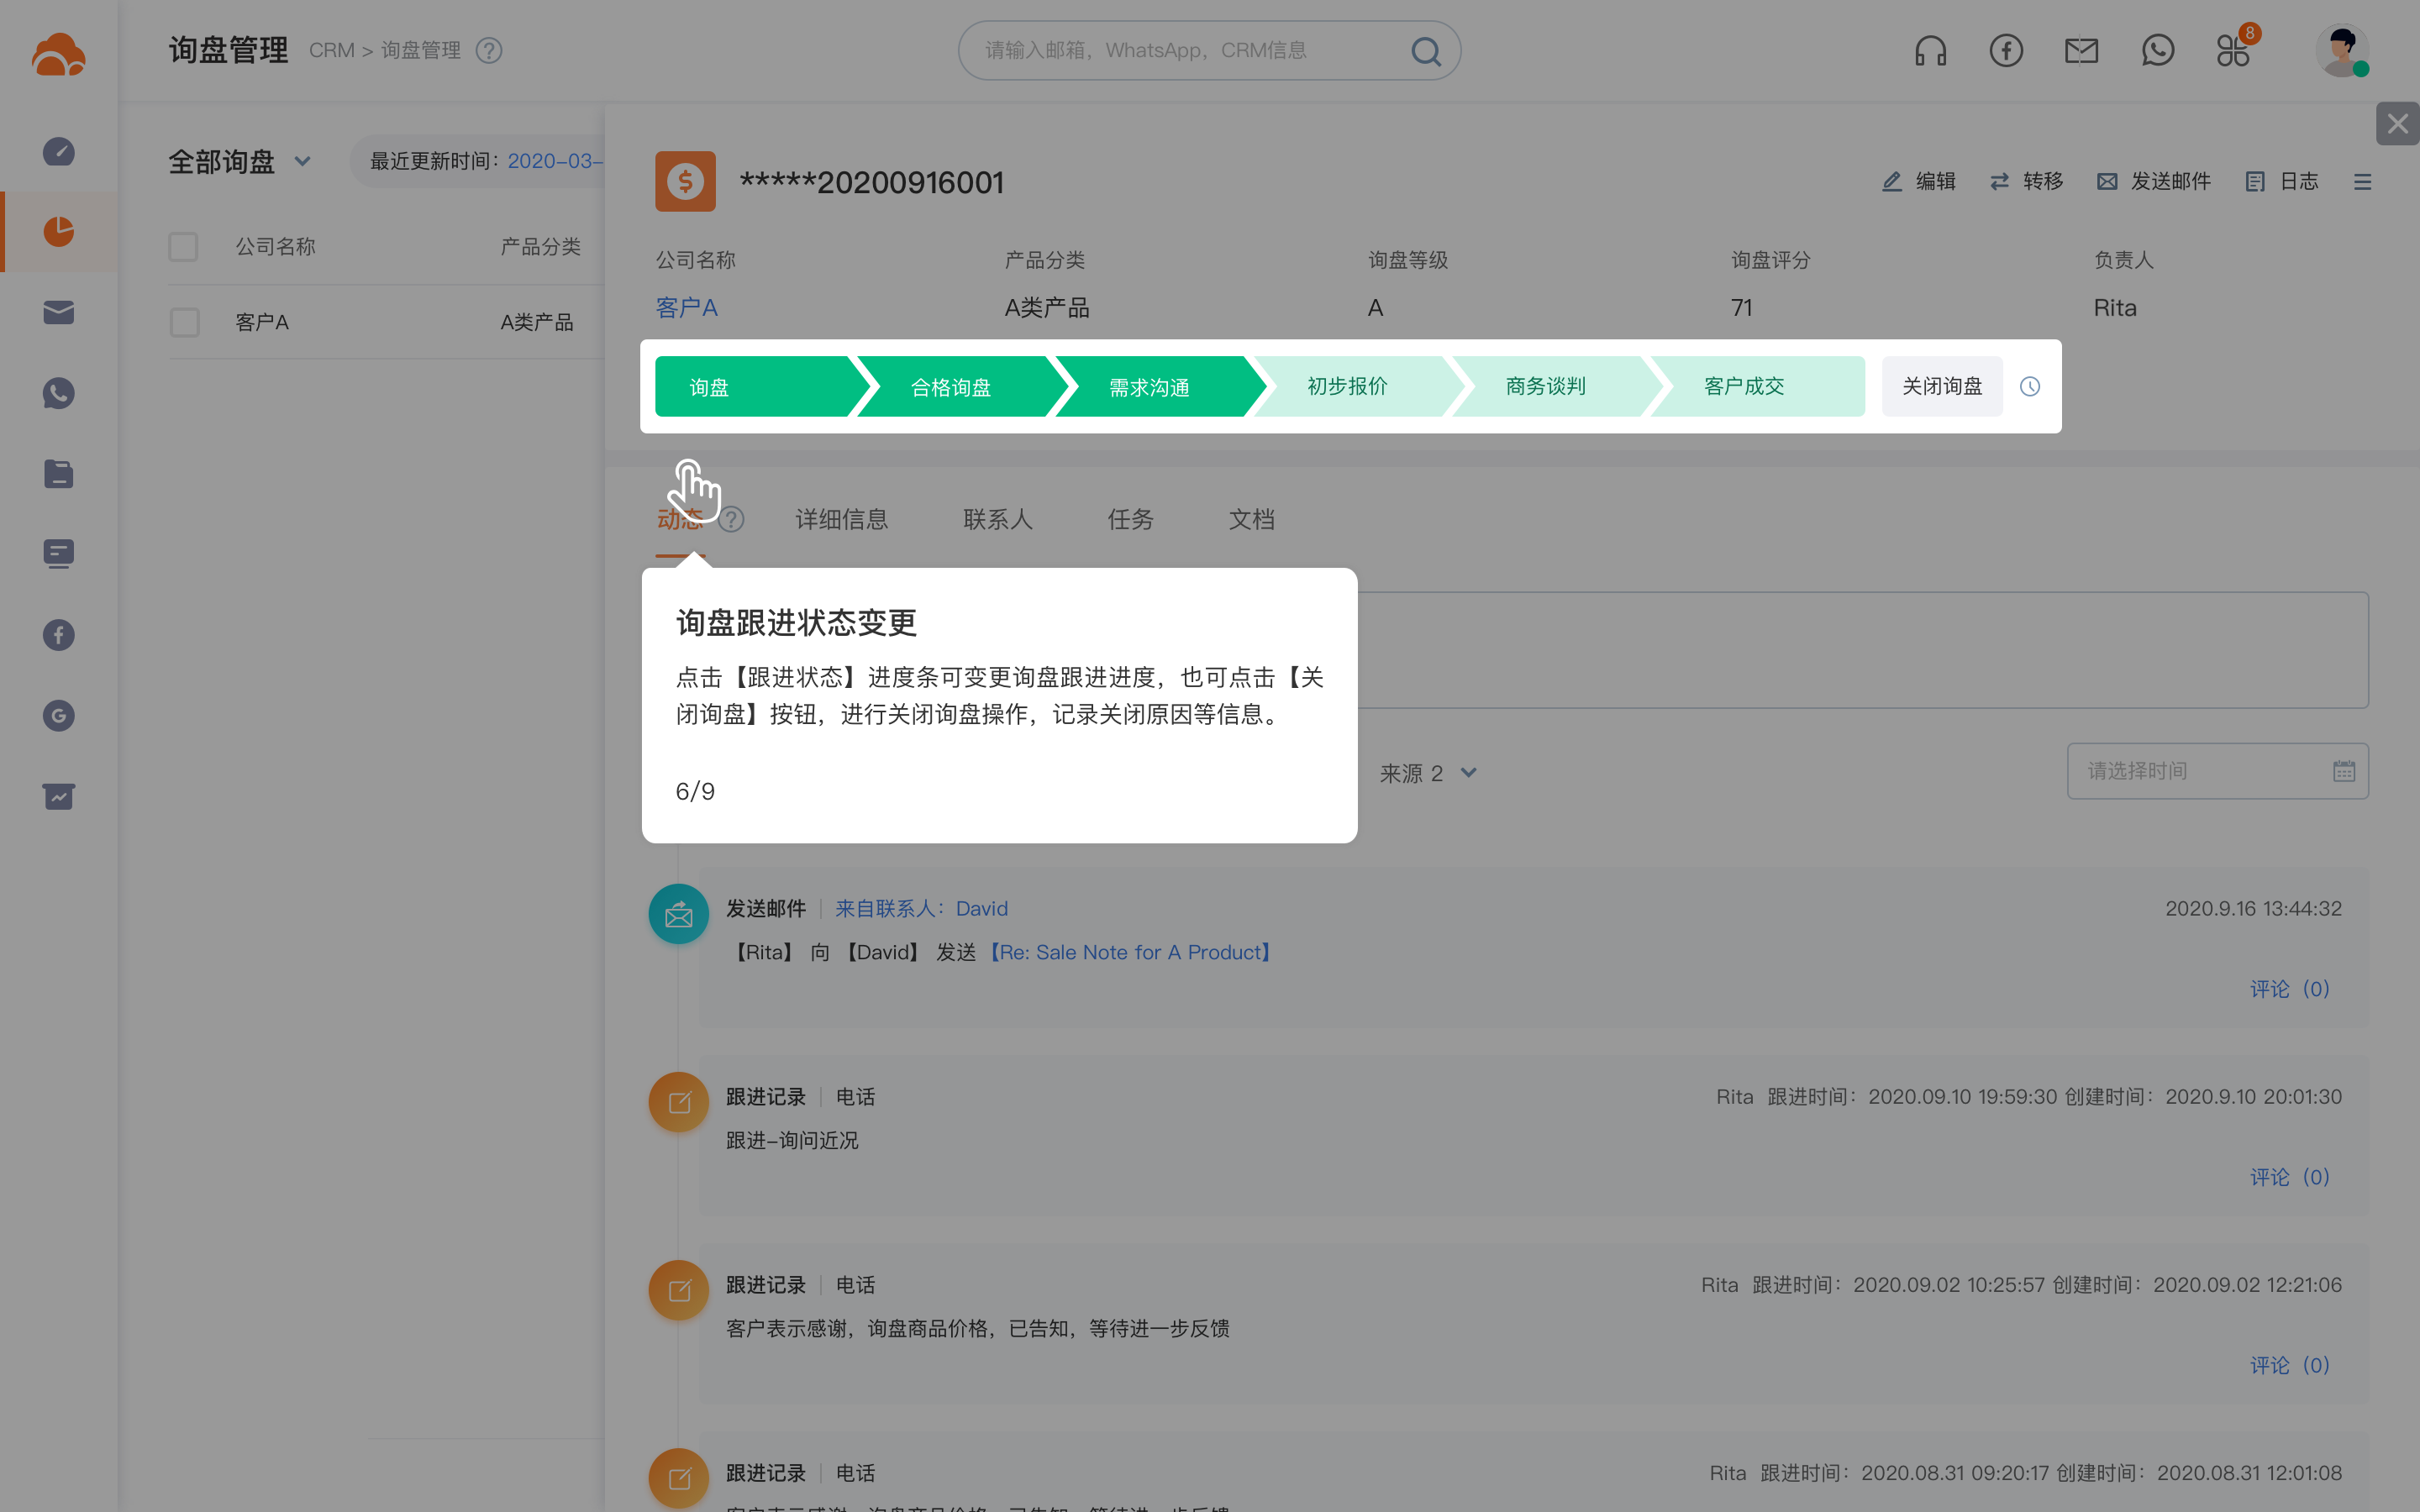 询盘管理 CRM > 询盘管理
请输入邮箱，WhatsApp，CRM信息
8
全部询盘
最近更新时间：2020-03-
公司名称 产品分类
客户A A类产品
*****20200916001
编辑 转移 发送邮件 日志
公司名称 产品分类 询盘等级 询盘评分 负责人
客户A A类产品 A 71 Rita
询盘 合格询盘 需求沟通 初步报价 商务谈判 客户成交 关闭询盘
动态 详细信息 联系人 任务 文档
询盘跟进状态变更
点击【跟进状态】进度条可变更询盘跟进进度，也可点击【关
闭询盘】按钮，进行关闭询盘操作，记录关闭原因等信息。
6/9
来源 2
请选择时间
发送邮件 来自联系人：David 2020.9.16 13:44:32
【Rita】 向 【David】 发送 【Re: Sale Note for A Product】
评论（0）
跟进记录 电话 Rita 跟进时间：2020.09.10 19:59:30 创建时间：2020.9.10 20:01:30
跟进-询问近况
评论（0）
跟进记录 电话 Rita 跟进时间：2020.09.02 10:25:57 创建时间：2020.09.02 12:21:06
客户表示感谢，询盘商品价格，已告知，等待进一步反馈
评论（0）
跟进记录 电话 Rita 跟进时间：2020.08.31 09:20:17 创建时间：2020.08.31 12:01:08